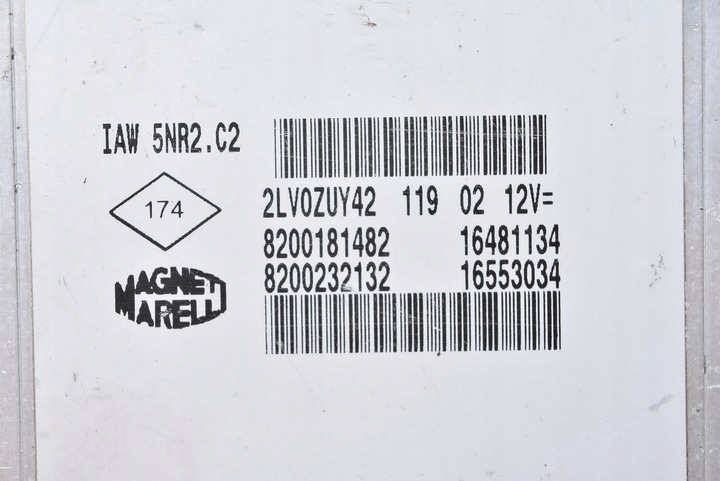 IAW 5NR2.C2
174
2LV0ZUY42 119 02 12V=
8200181482 16481134
8200232132 16553034
MAGNETI
MARELLI